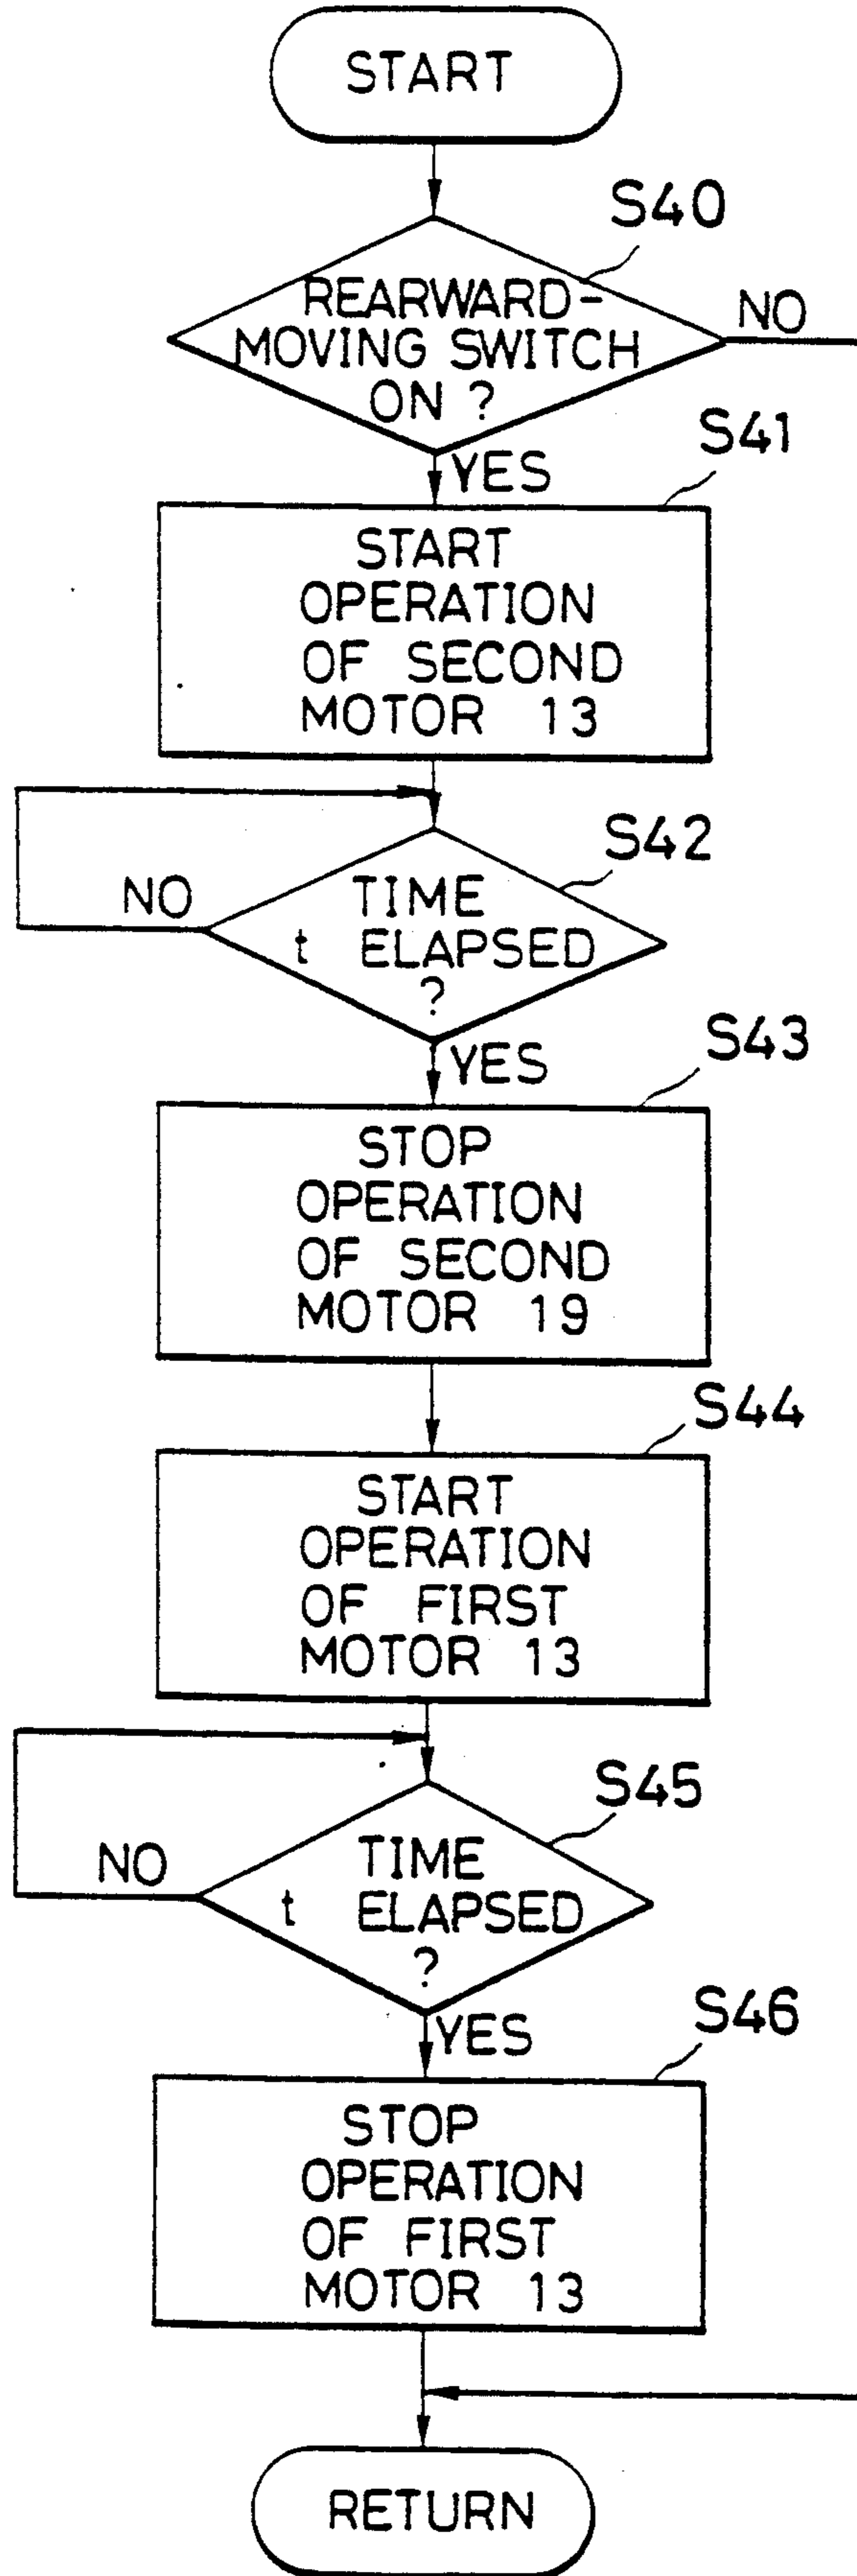 START
S40
REARWARD-
MOVING SWITCH
ON ?
NO
YES
S41
START
OPERATION
OF SECOND
MOTOR 13
S42
TIME
t ELAPSED
?
NO
YES
S43
STOP
OPERATION
OF SECOND
MOTOR 19
S44
START
OPERATION
OF FIRST
MOTOR 13
S45
TIME
t ELAPSED
?
NO
YES
S46
STOP
OPERATION
OF FIRST
MOTOR 13
RETURN